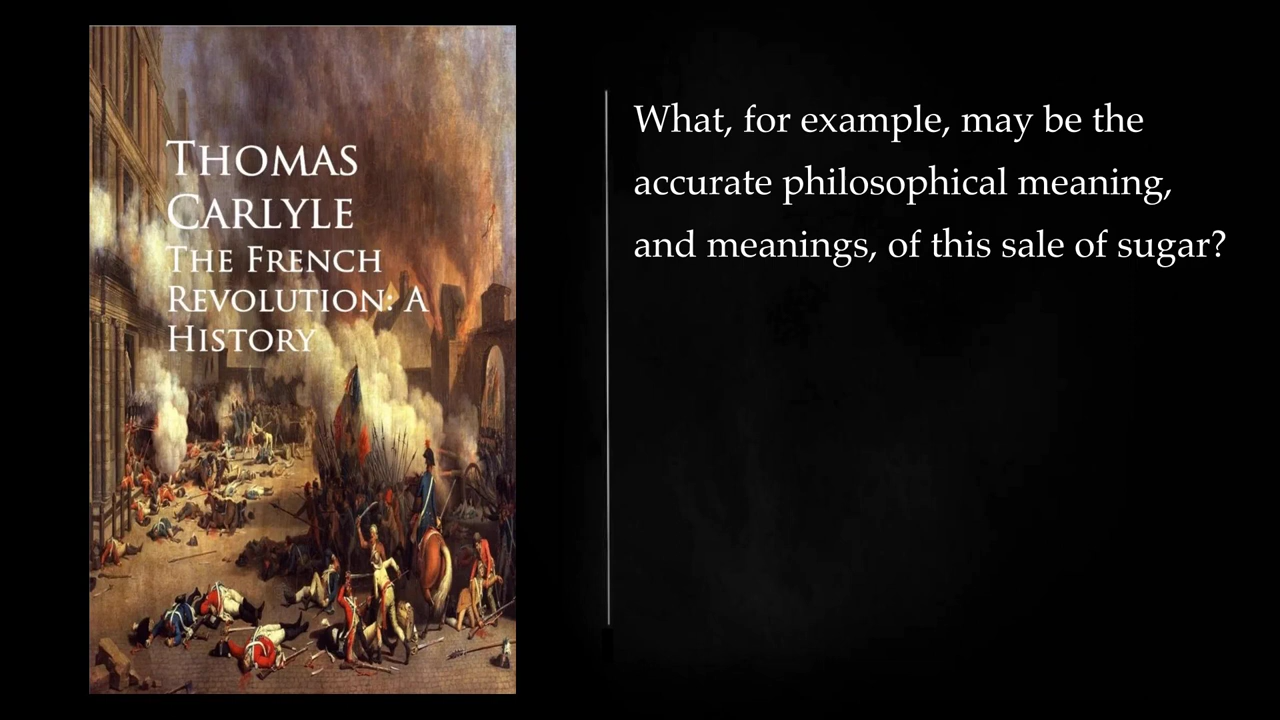 THOMAS
CARLYLE
THE FRENCH
REVOLUTION: A
HISTORY
What, for example, may be the
accurate philosophical meaning,
and meanings, of this sale of sugar?